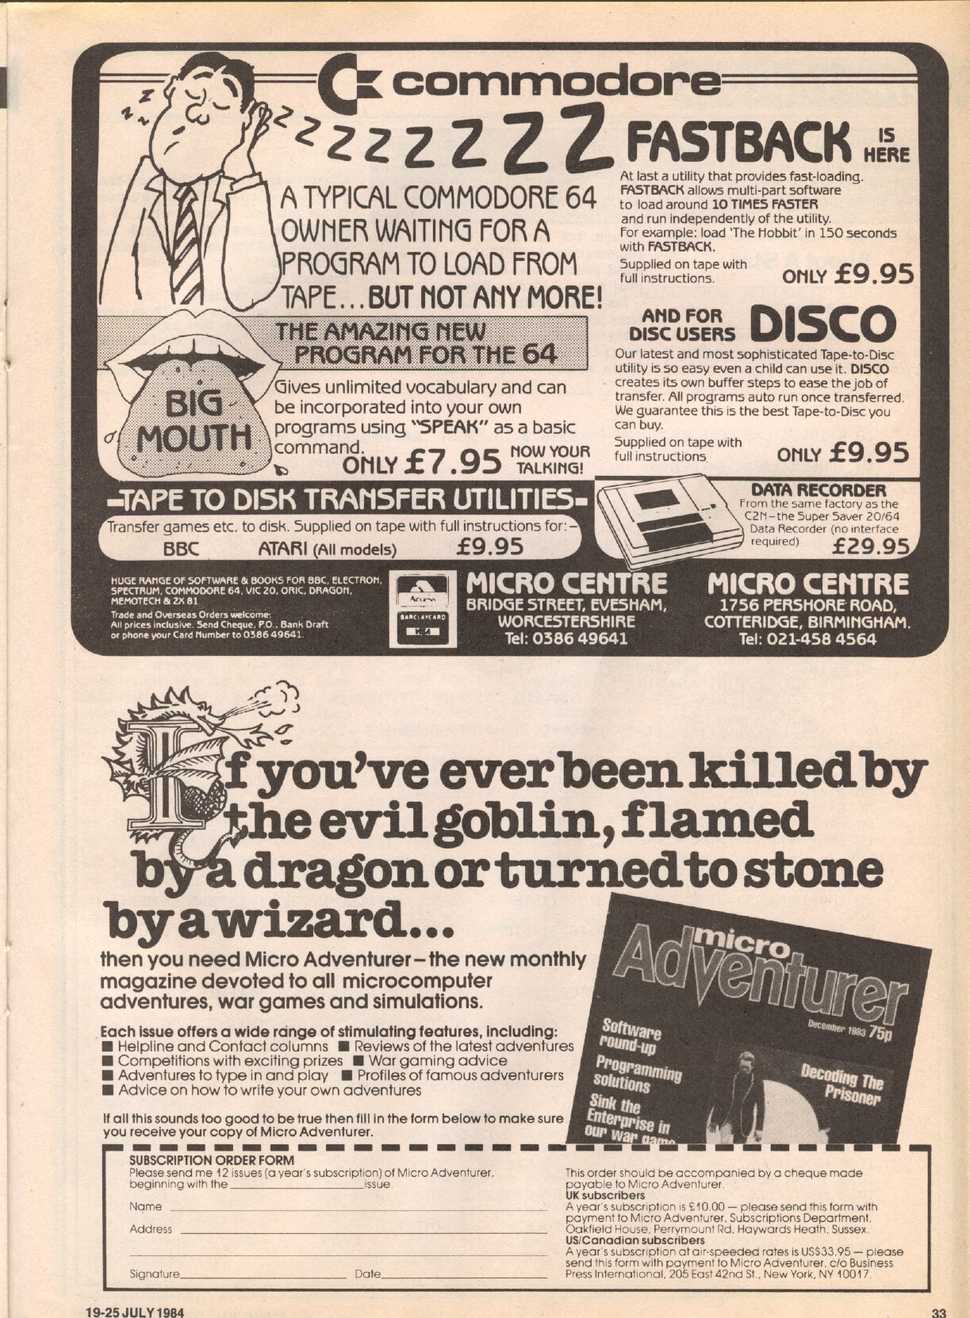 commodore
z z z z z z z z z z z
A TYPICAL COMMODORE 64
OWNER WAITING FOR A
PROGRAM TO LOAD FROM
TAPE...BUT NOT ANY MORE!
FASTBACK IS HERE
At last a utility that provides fast-loading.
FASTBACK allows multi-part software
to load around 10 TIMES FASTER
and run independently of the utility.
For example: load 'The Hobbit' in 150 seconds
with FASTBACK.
Supplied on tape with
full instructions.
ONLY £9.95
THE AMAZING NEW
PROGRAM FOR THE 64
BIG
MOUTH
Gives unlimited vocabulary and can
be incorporated into your own
programs using "SPEAK" as a basic
command.
ONLY £7.95 NOW YOUR TALKING!
AND FOR
DISC USERS DISCO
Our latest and most sophisticated Tape-to-Disc
utility is so easy even a child can use it. DISCO
creates its own buffer steps to ease the job of
transfer. All programs auto run once transferred.
We guarantee this is the best Tape-to-Disc you
can buy.
Supplied on tape with
full instructions
ONLY £9.95
TAPE TO DISK TRANSFER UTILITIES
Transfer games etc. to disk. Supplied on tape with full instructions for:-
BBC ATARI (All models) £9.95
DATA RECORDER
From the same factory as the
C2N-the Super Saver 20/64
Data Recorder (no interface
required) £29.95
HUGE RANGE OF SOFTWARE & BOOKS FOR BBC, ELECTRON,
SPECTRUM, COMMODORE 64, VIC 20, ORIC, DRAGON,
MEMOTECH & ZX 81
Trade and Overseas Orders welcome:
All prices inclusive. Send Cheque, P.O., Bank Draft
or phone your Card Number to 0386 49641.
Access
BARCLAYCARD
VISA
MICRO CENTRE
BRIDGE STREET, EVESHAM,
WORCESTERSHIRE
Tel: 0386 49641
MICRO CENTRE
1756 PERSHORE ROAD,
COTTERIDGE, BIRMINGHAM.
Tel: 021-458 4564
If you've ever been killed by
the evil goblin, flamed
by a dragon or turned to stone
by a wizard...
then you need Micro Adventurer-the new monthly
magazine devoted to all microcomputer
adventures, war games and simulations.
Each issue offers a wide range of stimulating features, including:
■ Helpline and Contact columns ■ Reviews of the latest adventures
■ Competitions with exciting prizes ■ War gaming advice
■ Adventures to type in and play ■ Profiles of famous adventurers
■ Advice on how to write your own adventures
If all this sounds too good to be true then fill in the form below to make sure
you receive your copy of Micro Adventurer.
micro
Adventurer
December 1983 75p
Software
round-up
Programming
solutions
Sink the
Enterprise in
our war game
Decoding The
Prisoner
SUBSCRIPTION ORDER FORM
Please send me 12 issues (a year's subscription) of Micro Adventurer,
beginning with the issue
Name
Address
Signature Date
This order should be accompanied by a cheque made
payable to Micro Adventurer.
UK subscribers
A year's subscription is £10.00 — please send this form with
payment to Micro Adventurer, Subscriptions Department,
Oakfield House, Perrymount Rd, Haywards Heath, Sussex.
US/Canadian subscribers
A year's subscription at air-speeded rates is US$33.95 — please
send this form with payment to Micro Adventurer, c/o Business
Press International, 205 East 42nd St., New York, NY 10017.
19-25 JULY 1984
33